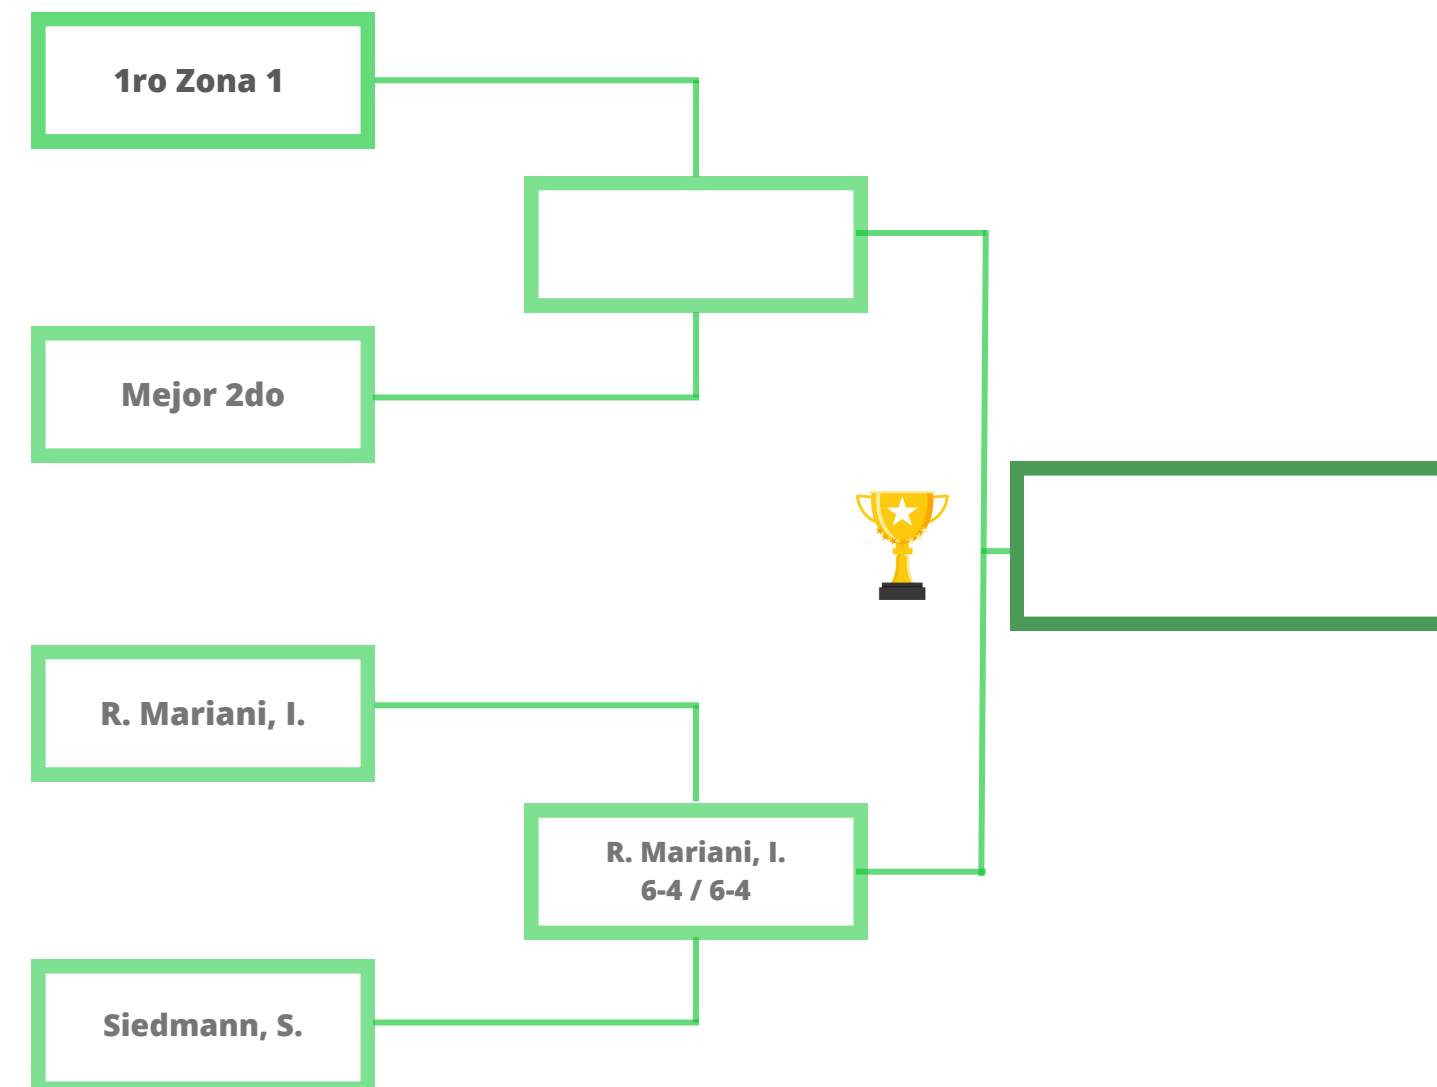 1ro Zona 1
Mejor 2do
R. Mariani, I.
R. Mariani, I.
6-4 / 6-4
Siedmann, S.